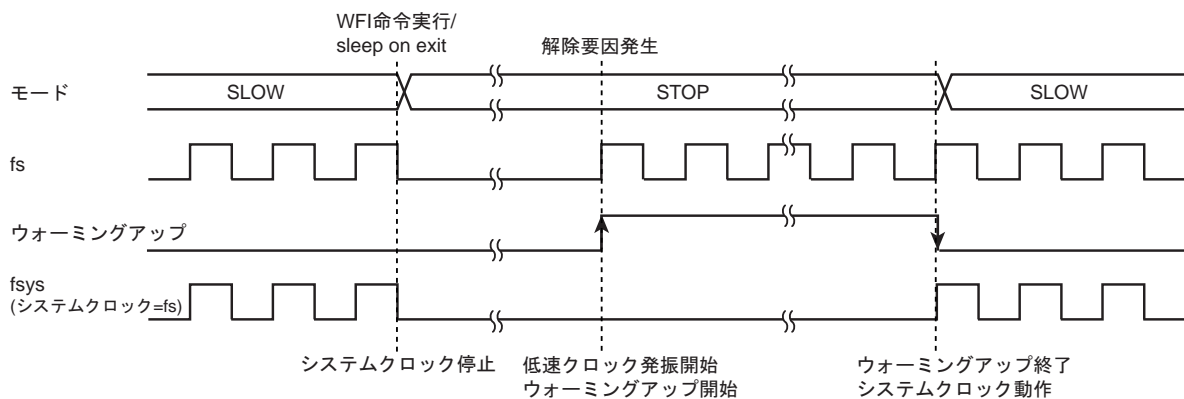 WFI命令実行/
sleep on exit
解除要因発生
モード
SLOW
STOP
SLOW
fs
ウォーミングアップ
fsys
(システムクロック=fs)
システムクロック停止
低速クロック発振開始
ウォーミングアップ開始
ウォーミングアップ終了
システムクロック動作